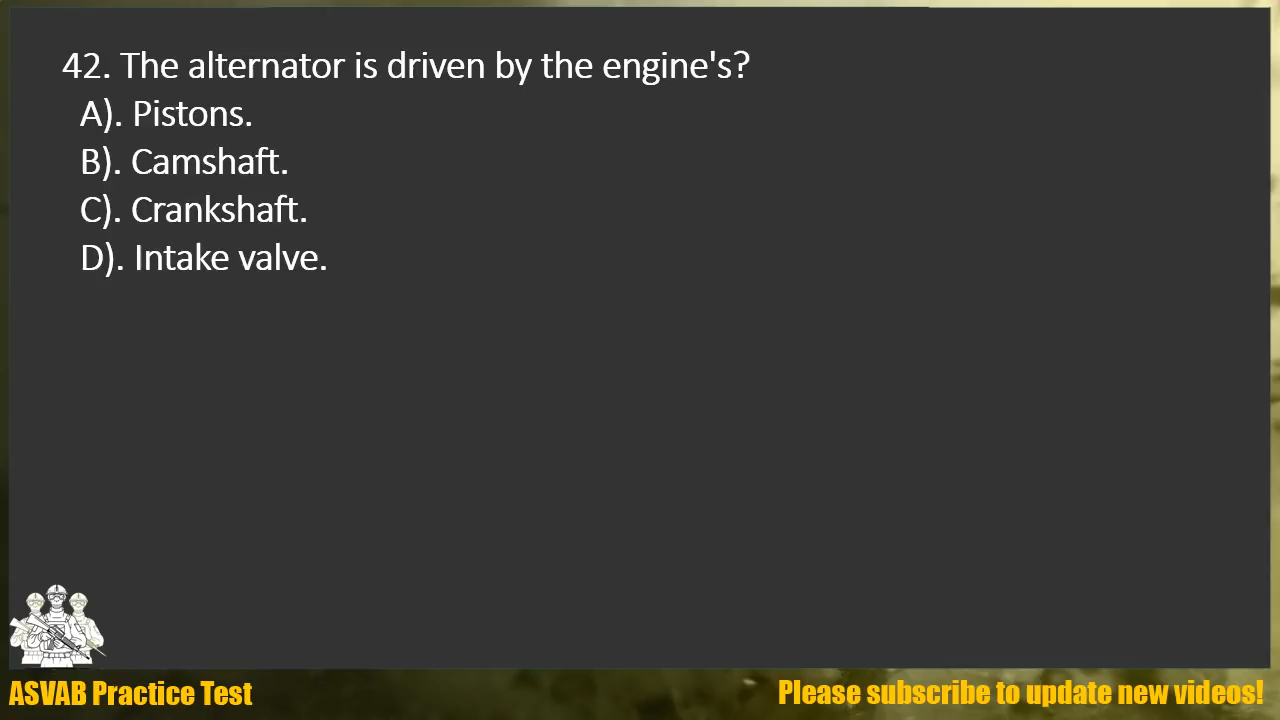 42. The alternator is driven by the engine's?
A). Pistons.
B). Camshaft.
C). Crankshaft.
D). Intake valve.
ASVAB Practice Test
Please subscribe to update new videos!